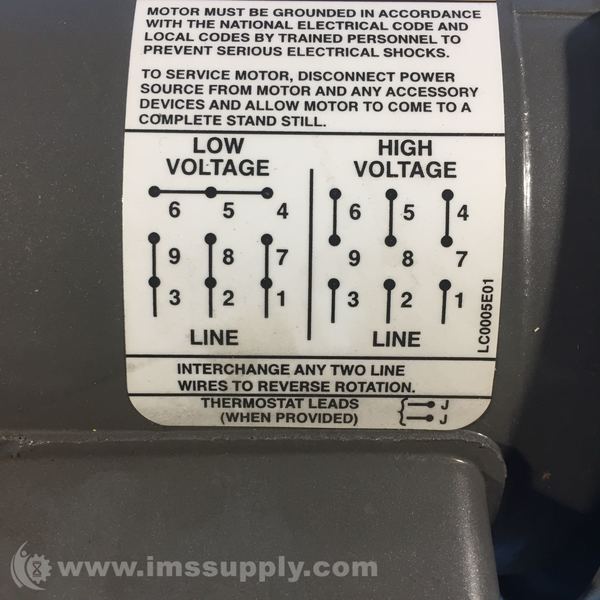 MOTOR MUST BE GROUNDED IN ACCORDANCE
WITH THE NATIONAL ELECTRICAL CODE AND
LOCAL CODES BY TRAINED PERSONNEL TO
PREVENT SERIOUS ELECTRICAL SHOCKS.
TO SERVICE MOTOR, DISCONNECT POWER
SOURCE FROM MOTOR AND ANY ACCESSORY
DEVICES AND ALLOW MOTOR TO COME TO A
COMPLETE STAND STILL.
LOW
VOLTAGE
6 5 4
9 8 7
3 2 1
LINE
HIGH
VOLTAGE
6 5 4
9 8 7
3 2 1
LINE
LC0005E01
INTERCHANGE ANY TWO LINE
WIRES TO REVERSE ROTATION.
THERMOSTAT LEADS J
(WHEN PROVIDED) J
www.imssupply.com